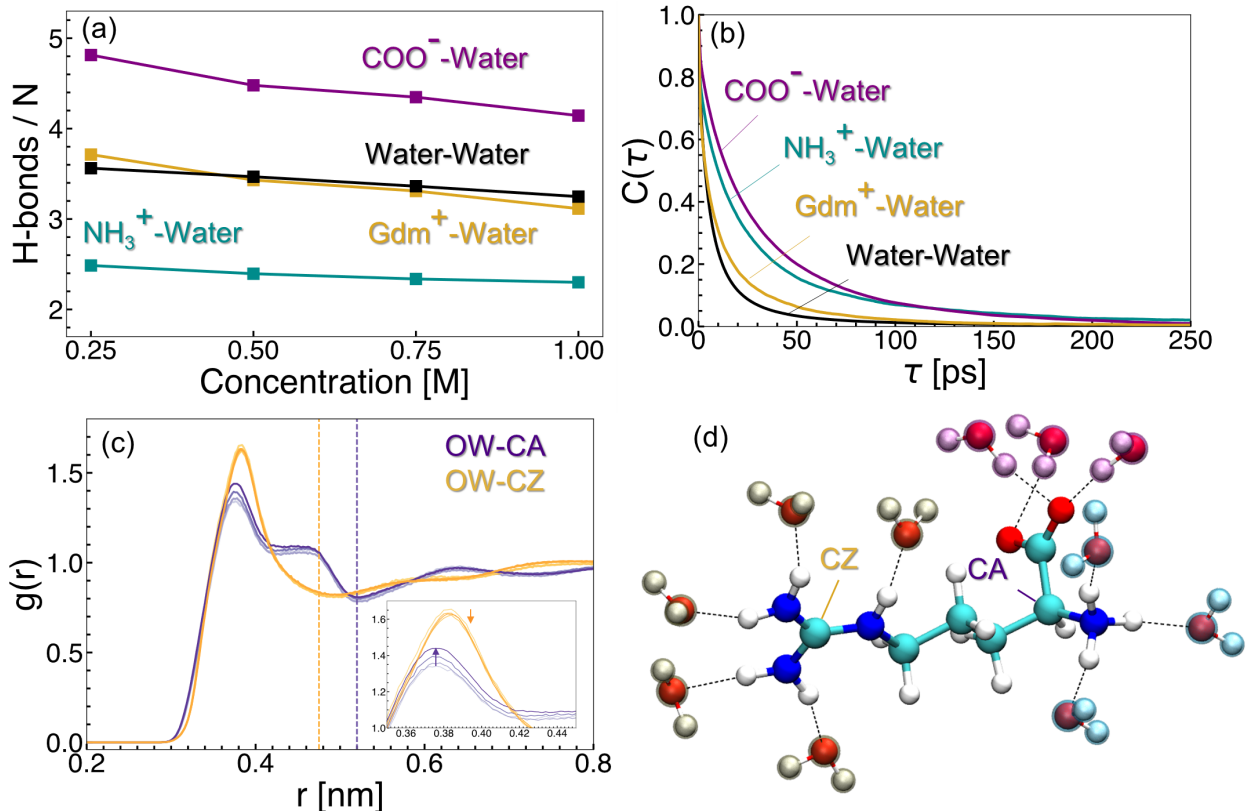 (a)
5
4
3
2
H-bonds / N
COO⁻-Water
Water-Water
NH₃⁺-Water
Gdm⁺-Water
0.25 0.50 0.75 1.00
Concentration [M]
(b)
1.0
0.8
0.6
0.4
0.2
0.0
C(τ)
COO⁻-Water
NH₃⁺-Water
Gdm⁺-Water
Water-Water
0 50 100 150 200 250
τ [ps]
(c)
OW-CA
OW-CZ
1.5
1.0
0.5
0.0
g(r)
1.6
1.4
1.2
1.0
0.36 0.38 0.40 0.42 0.44
0.2 0.4 0.6 0.8
r [nm]
(d)
CZ
CA